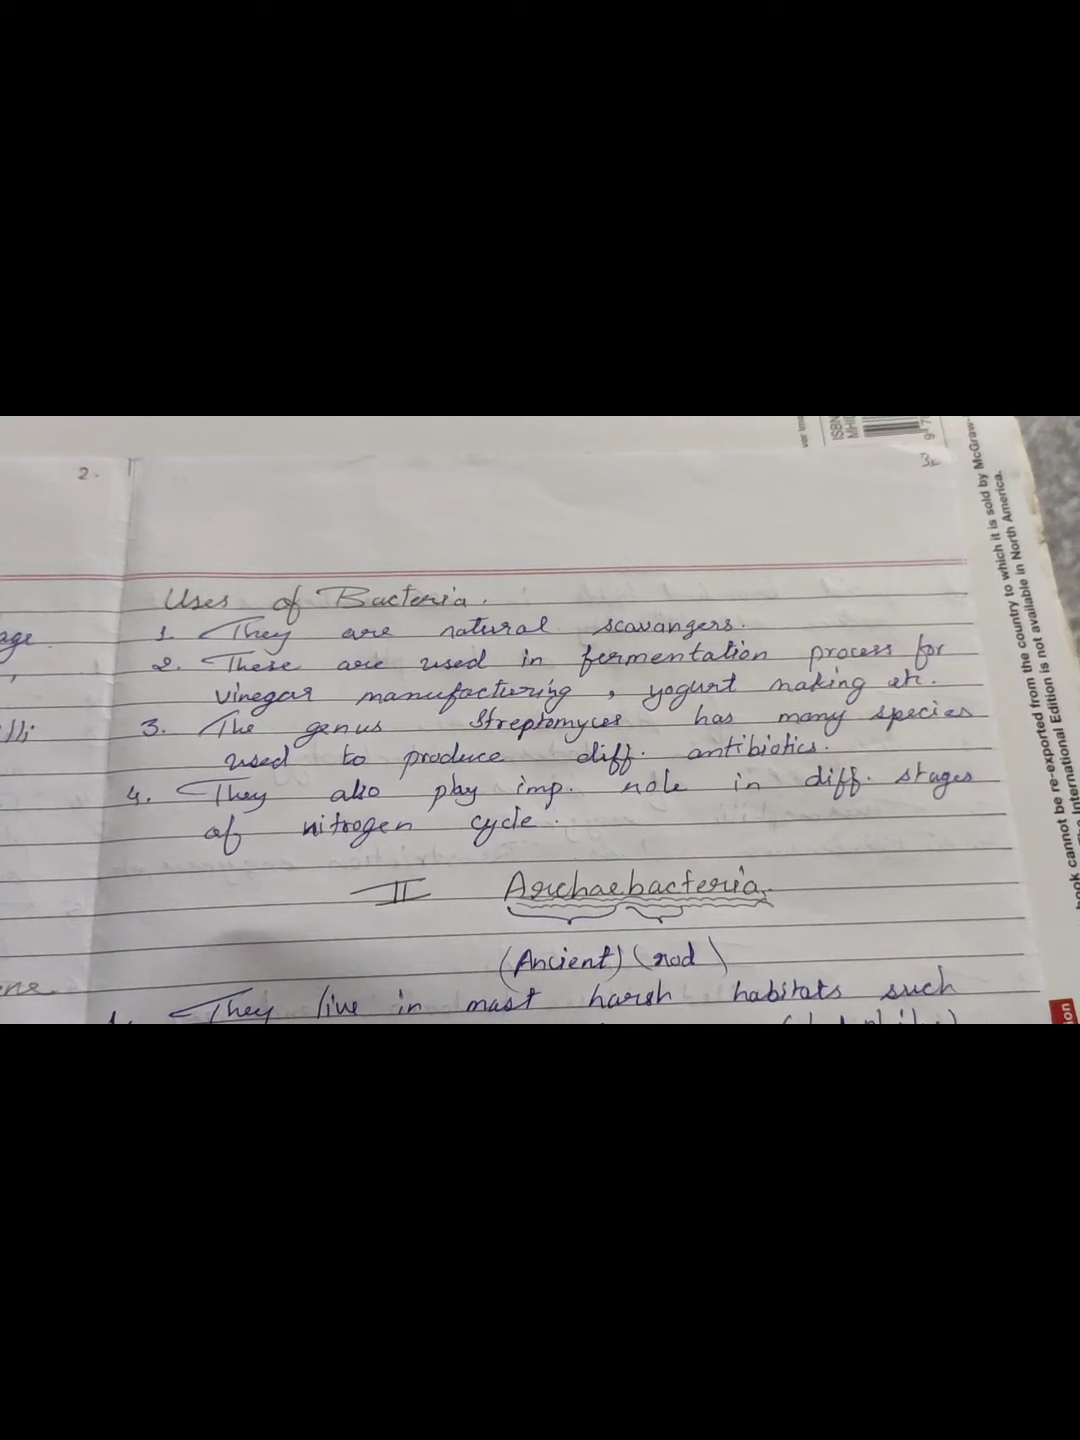 2.
Uses of Bacteria.
1. They are natural scavangers.
2. These are used in fermentation process for
vinegar manufacturing, yogurt making etc.
3. The genus Streptomyces has many species
used to produce diff. antibiotics.
4. They also play imp. role in diff. stages
of nitrogen cycle.
II Archaebacteria
(Ancient) (rod)
1. They live in most harsh habitats such
book cannot be re-exported from the country to which it is sold by McGraw-
The International Edition is not available in North America.
ISBN